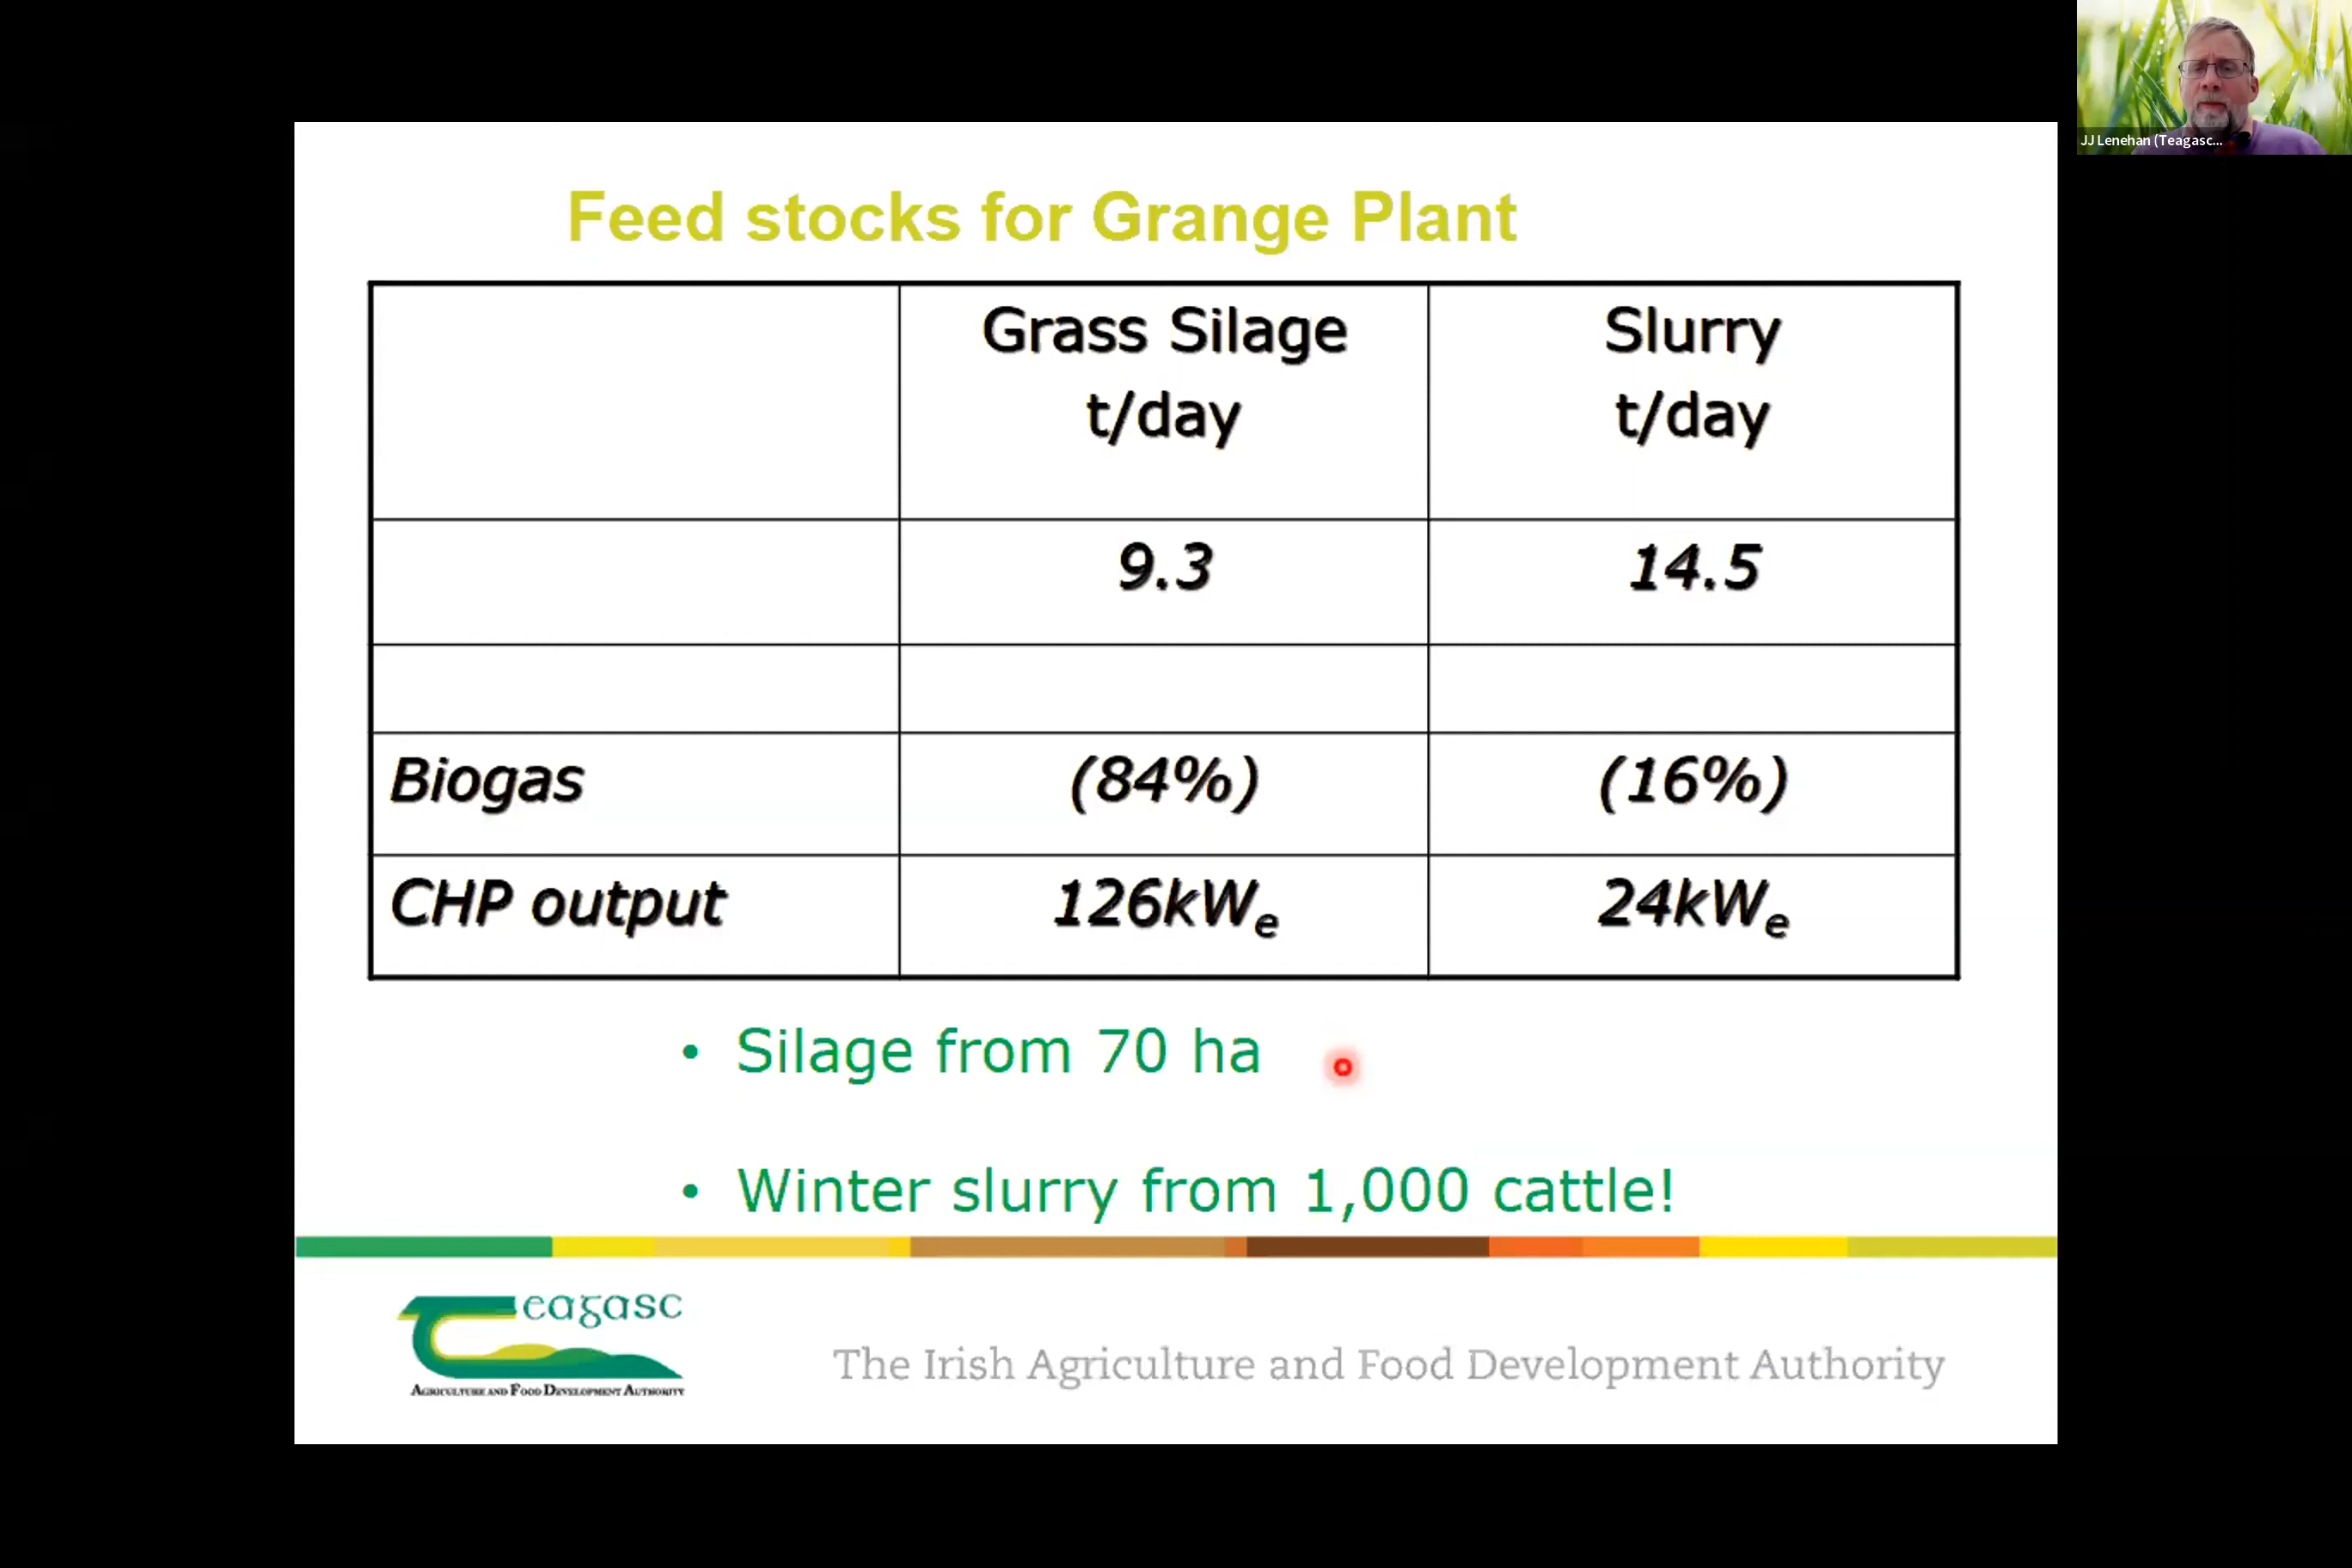 JJ Lenehan (Teagasc...
Feed stocks for Grange Plant
Grass Silage t/day
Slurry t/day
9.3 14.5
Biogas (84%) (16%)
CHP output 126kWe 24kWe
• Silage from 70 ha
• Winter slurry from 1,000 cattle!
eagasc
AGRICULTURE AND FOOD DEVELOPMENT AUTHORITY
The Irish Agriculture and Food Development Authority